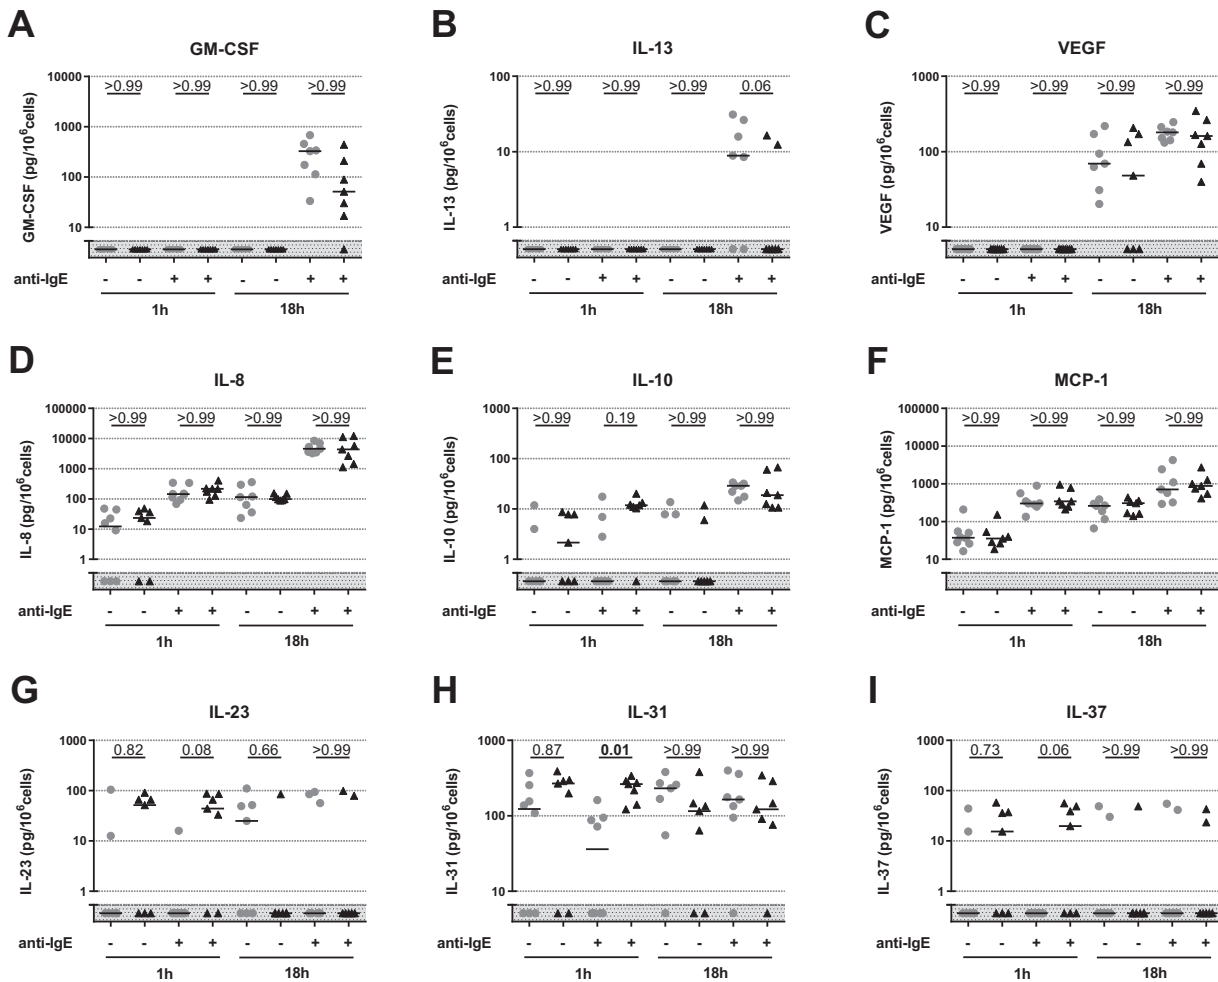 A
GM-CSF
GM-CSF (pg/10⁶cells)
10000
1000
100
10
>0.99 >0.99 >0.99 >0.99
anti-IgE - - + + - - + +
1h 18h
B
IL-13
IL-13 (pg/10⁶cells)
100
10
1
>0.99 >0.99 >0.99 0.06
- - + + - - + +
1h 18h
C
VEGF
VEGF (pg/10⁶cells)
1000
100
10
>0.99 >0.99 >0.99 >0.99
- - + + - - + +
1h 18h
D
IL-8
IL-8 (pg/10⁶cells)
100000
10000
1000
100
10
1
>0.99 >0.99 >0.99 >0.99
anti-IgE - - + + - - + +
1h 18h
E
IL-10
IL-10 (pg/10⁶cells)
1000
100
10
1
>0.99 0.19 >0.99 >0.99
anti-IgE - - + + - - + +
1h 18h
F
MCP-1
MCP-1 (pg/10⁶cells)
100000
10000
1000
100
10
>0.99 >0.99 >0.99 >0.99
anti-IgE - - + + - - + +
1h 18h
G
IL-23
IL-23 (pg/10⁶cells)
1000
100
10
1
0.82 0.08 0.66 >0.99
anti-IgE - - + + - - + +
1h 18h
H
IL-31
IL-31 (pg/10⁶cells)
1000
100
10
0.87 0.01 >0.99 >0.99
anti-IgE - - + + - - + +
1h 18h
I
IL-37
IL-37 (pg/10⁶cells)
1000
100
10
1
0.73 0.06 >0.99 >0.99
anti-IgE - - + + - - + +
1h 18h